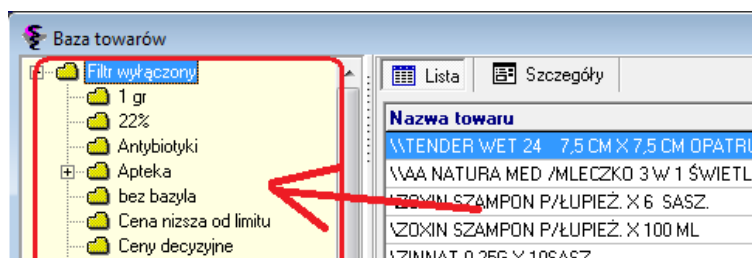 Baza towarów
Filtr wyłączony
1 gr
22%
Antybiotyki
Apteka
bez bazyla
Cena nizsza od limitu
Ceny decyzyjne
Lista
Szczegóły
Nazwa towaru
\\TENDER WET 24 7,5 CM X 7,5 CM OPATRU
\\AA NATURA MED /MLECZKO 3 W 1 ŚWIETL
\ZOXIN SZAMPON P/ŁUPIEŻ. X 6 SASZ.
\ZOXIN SZAMPON P/ŁUPIEŻ. X 100 ML
\ZINNAT 0,25G X 10SASZ